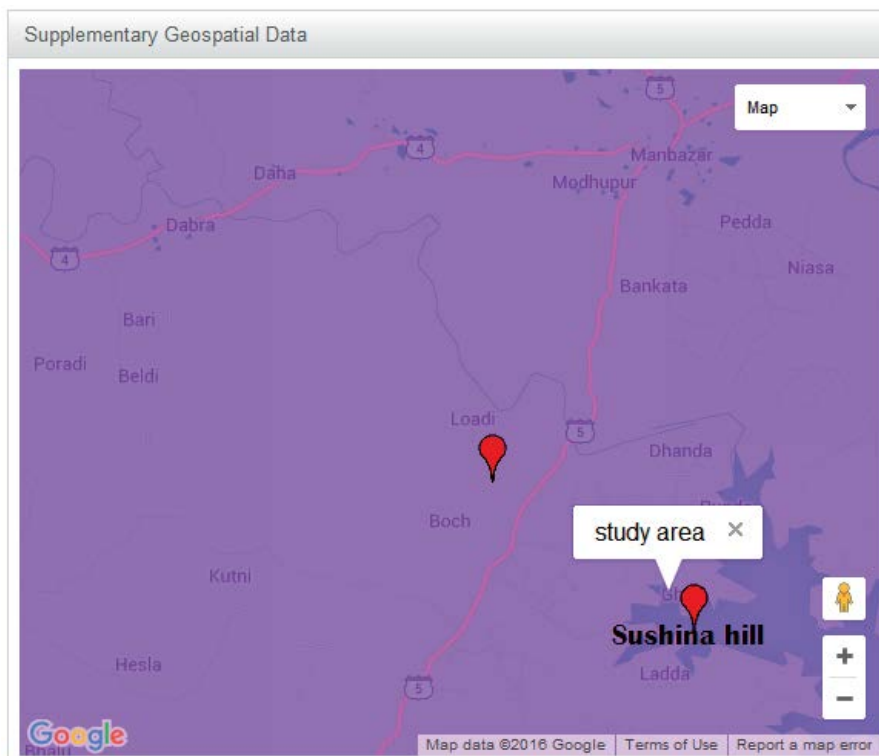 Supplementary Geospatial Data
5
Map
4
Manbazar
Daha
Modhupur
Dabra
Pedda
4
Niasa
Bankata
Bari
Poradi
Beldi
Loadi
5
Dhanda
Boch
study area
Kutni
Sushina hill
Hesla
Ladda
5
+
−
Google
Map data ©2016 Google
Terms of Use
Report a map error